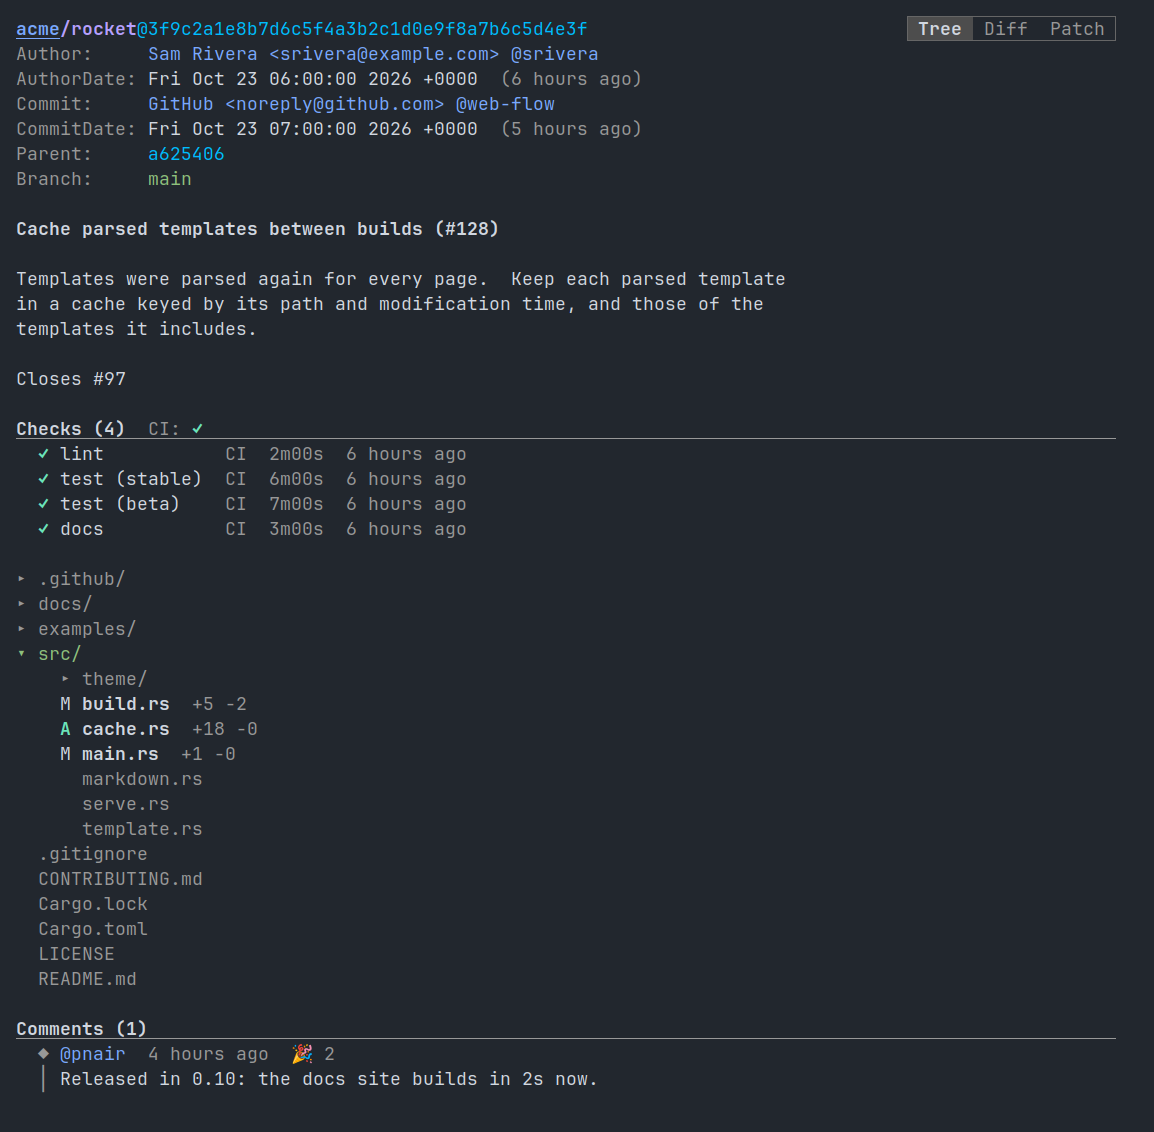 acme/rocket@3f9c2a1e8b7d6c5f4a3b2c1d0e9f8a7b6c5d4e3f Tree Diff Patch
Author: Sam Rivera <srivera@example.com> @srivera
AuthorDate: Fri Oct 23 06:00:00 2026 +0000 (6 hours ago)
Commit: GitHub <noreply@github.com> @web-flow
CommitDate: Fri Oct 23 07:00:00 2026 +0000 (5 hours ago)
Parent: a625406
Branch: main
Cache parsed templates between builds (#128)
Templates were parsed again for every page.  Keep each parsed template
in a cache keyed by its path and modification time, and those of the
templates it includes.
Closes #97
Checks (4) CI: ✓
✓ lint CI 2m00s 6 hours ago
✓ test (stable) CI 6m00s 6 hours ago
✓ test (beta) CI 7m00s 6 hours ago
✓ docs CI 3m00s 6 hours ago
▸ .github/
▸ docs/
▸ examples/
▾ src/
▸ theme/
M build.rs +5 -2
A cache.rs +18 -0
M main.rs +1 -0
markdown.rs
serve.rs
template.rs
.gitignore
CONTRIBUTING.md
Cargo.lock
Cargo.toml
LICENSE
README.md
Comments (1)
◆ @pnair 4 hours ago 🎉 2
Released in 0.10: the docs site builds in 2s now.